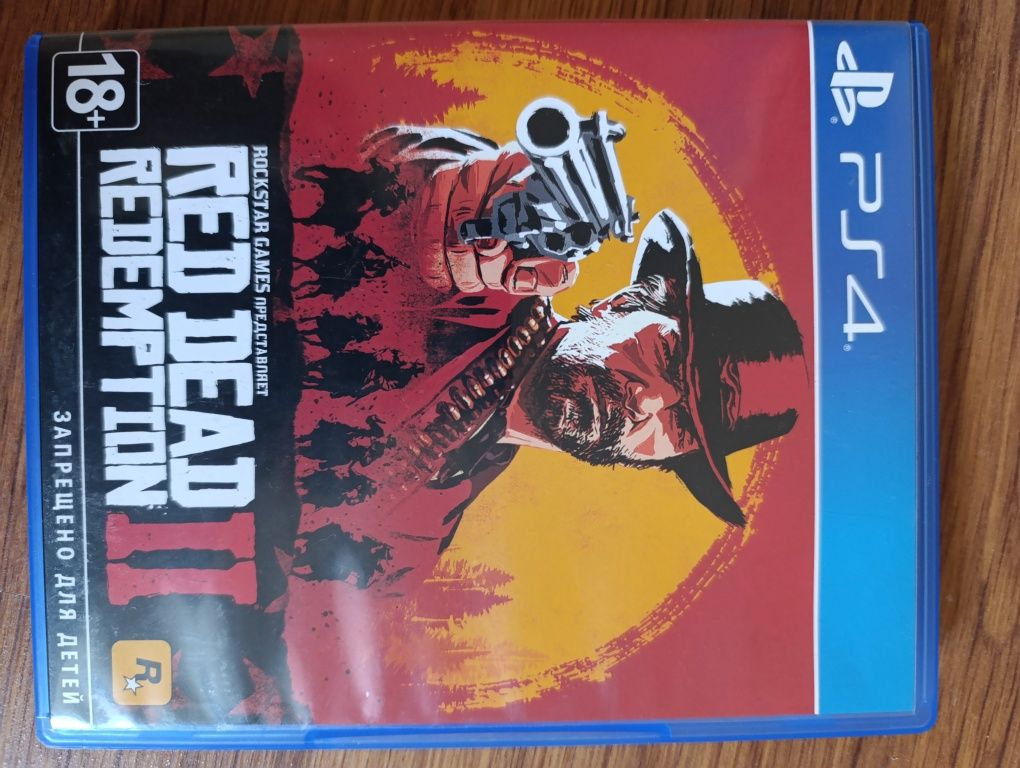 PS4
ROCKSTAR GAMES ПРЕДСТАВЛЯЕТ
RED DEAD
REDEMPTION
II
18+
ЗАПРЕЩЕНО ДЛЯ ДЕТЕЙ
R